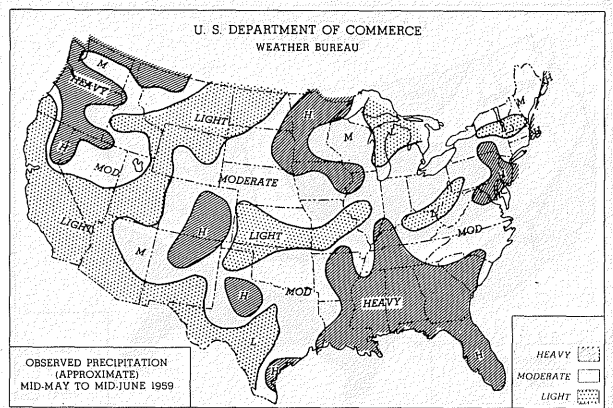 U. S. DEPARTMENT OF COMMERCE
WEATHER BUREAU
M
HEAVY
H
LIGHT
H
M
L
M
L
MOD
MODERATE
H
LIGHT
L
L
H
LIGHT
M
H
MOD
MOD
HEAVY
H
L
H
H
OBSERVED PRECIPITATION
(APPROXIMATE)
MID-MAY TO MID-JUNE 1959
HEAVY
MODERATE
LIGHT